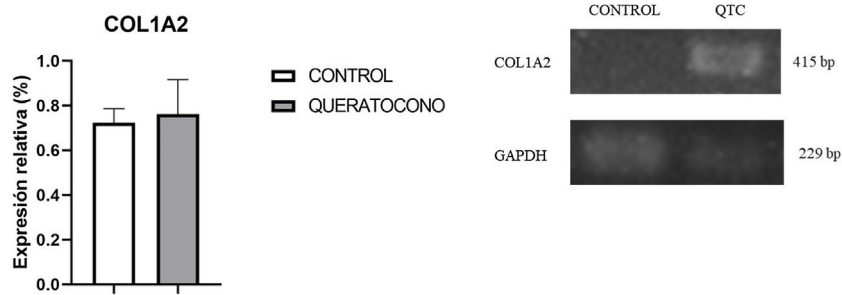 COL1A2
Expresión relativa (%)
1.0
0.8
0.6
0.4
0.2
0.0
CONTROL
QUERATOCONO
CONTROL QTC
COL1A2 415 bp
GAPDH 229 bp